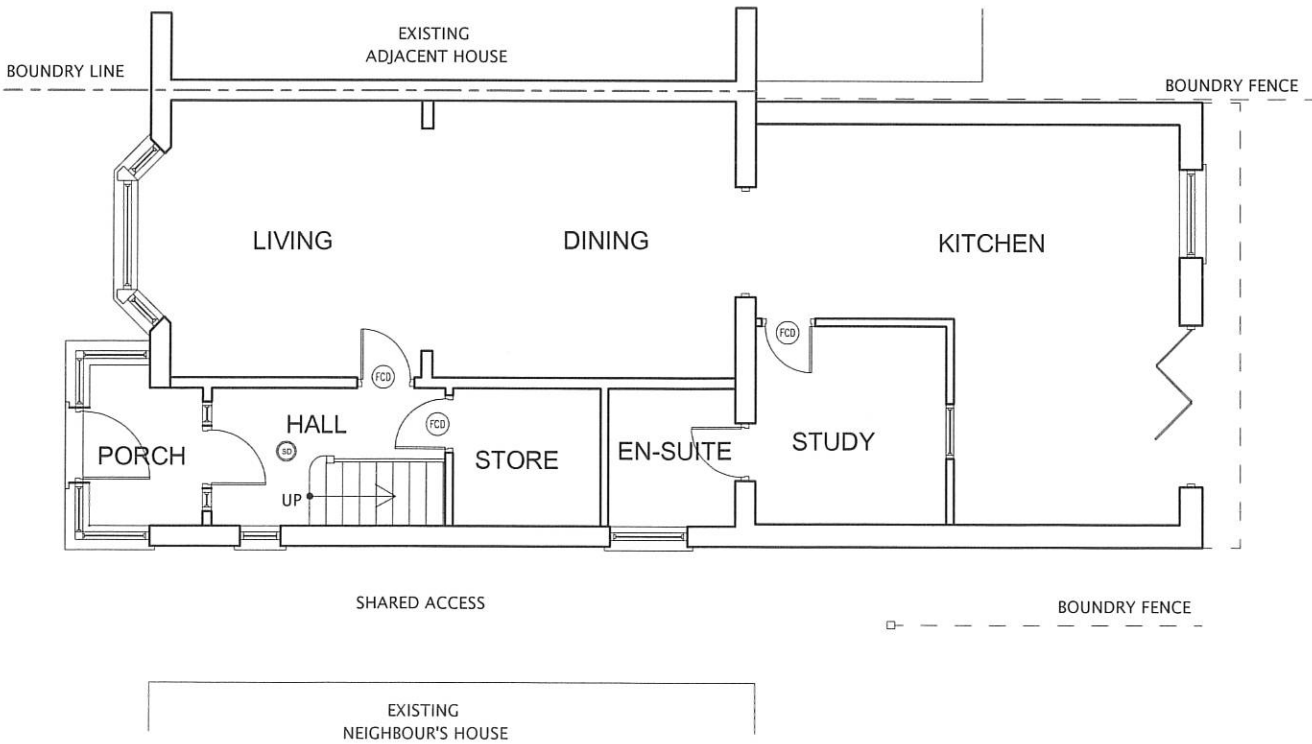 EXISTING
ADJACENT HOUSE
BOUNDRY LINE
BOUNDRY FENCE
LIVING
DINING
KITCHEN
FCD
FCD
HALL
FCD
SD
PORCH
STORE
EN-SUITE
STUDY
UP
SHARED ACCESS
BOUNDRY FENCE
EXISTING
NEIGHBOUR'S HOUSE